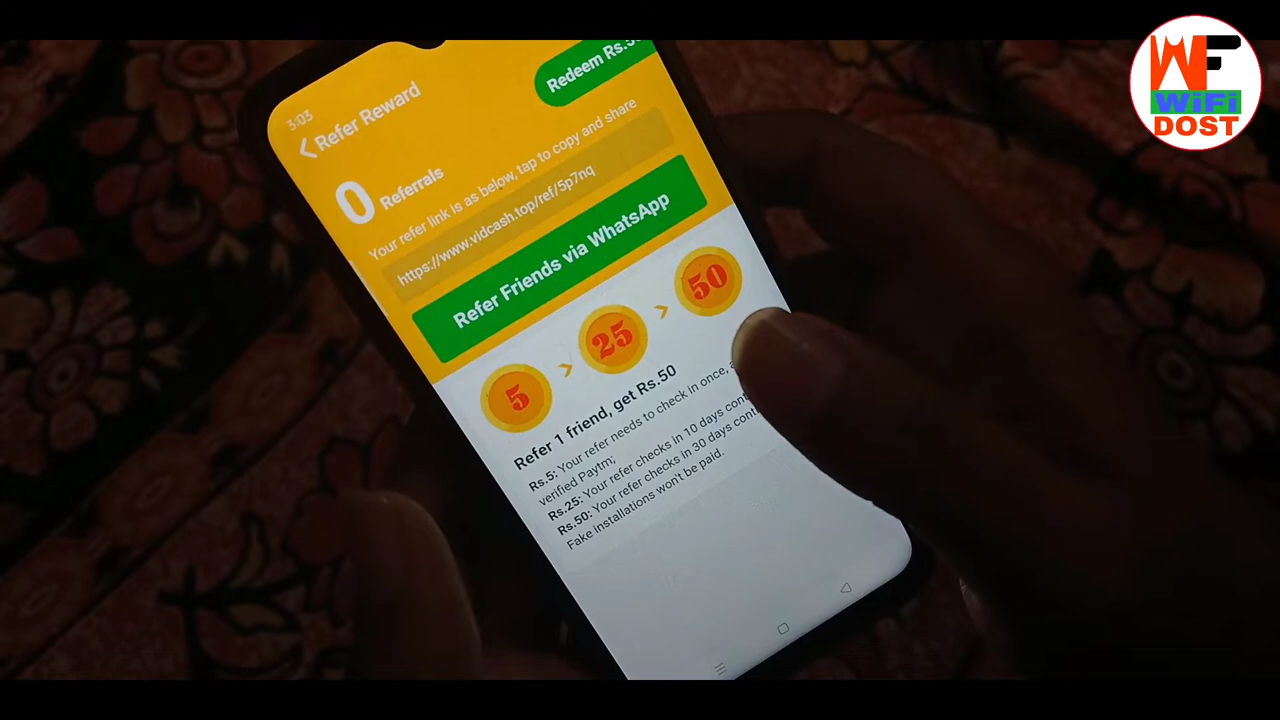 WF
WiFi
DOST
3:03
Refer Reward
Redeem
0 Referrals
Your refer link is as below, tap to copy and share
https://www.vidcash.top/ref/5p7nq
Refer Friends via WhatsApp
5 > 25 > 50
Refer 1 friend, get Rs.50
Rs.5: Your refer needs to check in once,
verified Paytm;
Rs.25: Your refer checks in 10 days
Rs.50: Your refer checks in 30 days
Fake installations won't be paid.